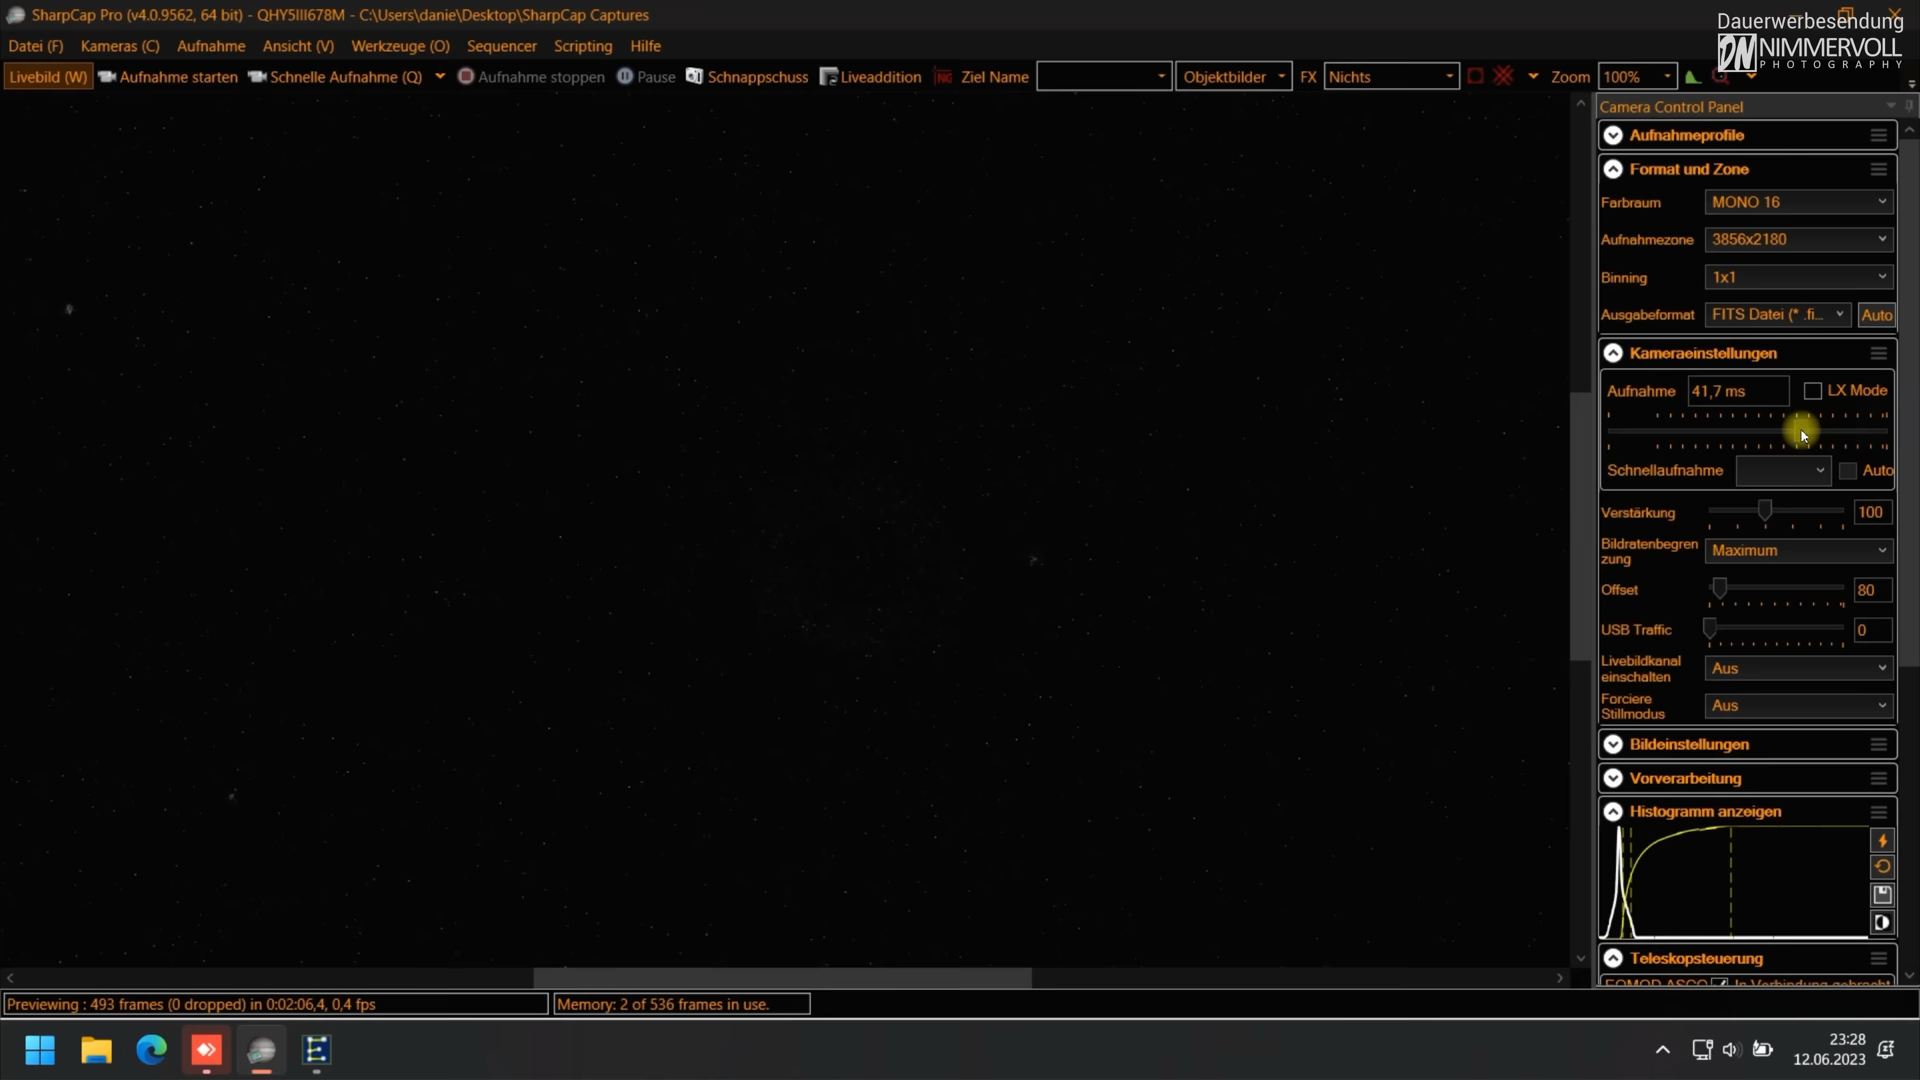 SharpCap Pro (v4.0.9562, 64 bit) - QHY5III678M - C:\Users\danie\Desktop\SharpCap Captures
Dauerwerbesendung
DN NIMMERVOLL
PHOTOGRAPHY
Datei (F) Kameras (C) Aufnahme Ansicht (V) Werkzeuge (O) Sequencer Scripting Hilfe
Livebild (W) Aufnahme starten Schnelle Aufnahme (Q) Aufnahme stoppen Pause Schnappschuss Liveaddition Ziel Name Objektbilder FX Nichts Zoom 100%
Camera Control Panel
Aufnahmeprofile
Format und Zone
Farbraum MONO 16
Aufnahmezone 3856x2180
Binning 1x1
Ausgabeformat FITS Datei (* .fi... Auto
Kameraeinstellungen
Aufnahme 41,7 ms LX Mode
Schnellaufnahme Auto
Verstärkung 100
Bildratenbegren
zung Maximum
Offset 80
USB Traffic 0
Livebildkanal
einschalten Aus
Forciere
Stillmodus Aus
Bildeinstellungen
Vorverarbeitung
Histogramm anzeigen
Teleskopsteuerung
Previewing : 493 frames (0 dropped) in 0:02:06,4, 0,4 fps
Memory: 2 of 536 frames in use.
23:28
12.06.2023